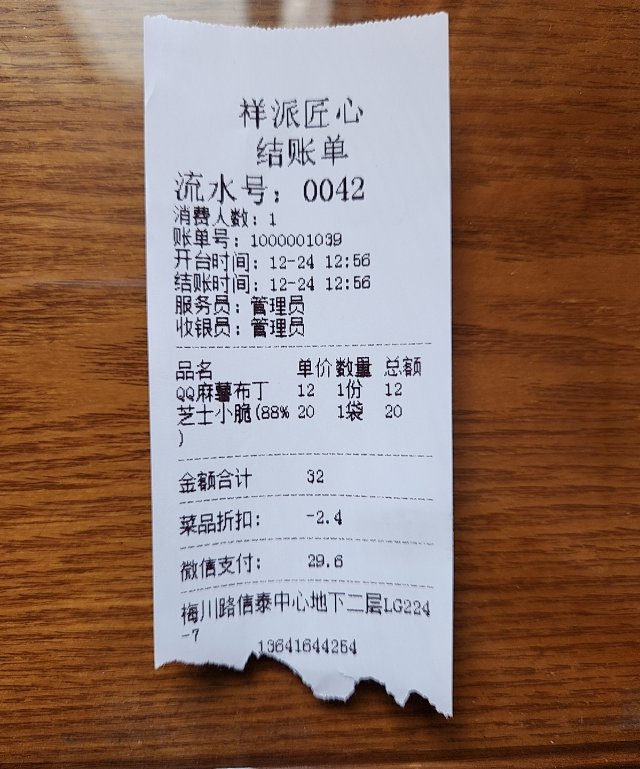 祥派匠心
结账单
流水号: 0042
消费人数: 1
账单号: 1000001039
开台时间: 12-24 12:56
结账时间: 12-24 12:56
服务员: 管理员
收银员: 管理员
品名 单价 数量 总额
QQ麻薯布丁 12 1份 12
芝士小脆(88% 20 1袋 20
)
金额合计 32
菜品折扣: -2.4
微信支付: 29.6
梅川路信泰中心地下二层LG224
-7
13641644254